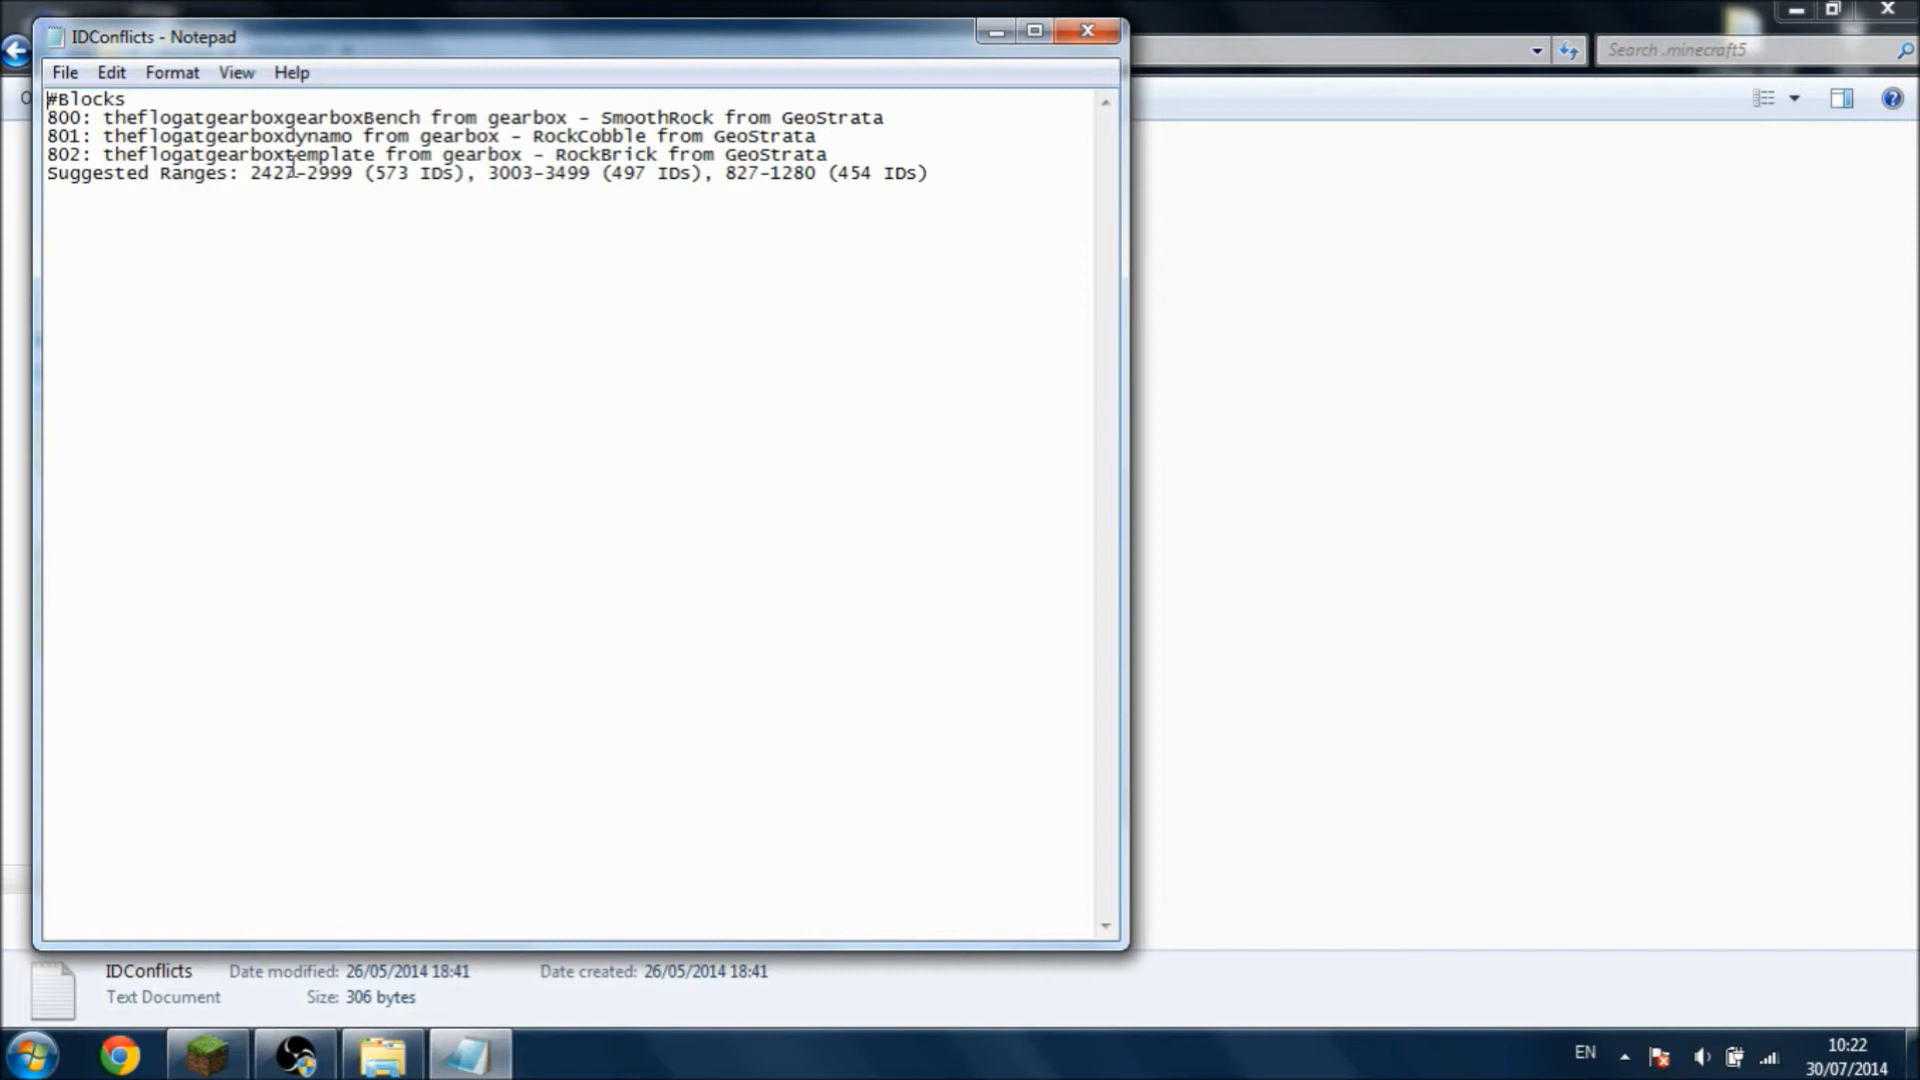 IDConflicts - Notepad
Search .minecraft5
File Edit Format View Help
#Blocks
800: theflogatgearboxgearboxBench from gearbox - SmoothRock from GeoStrata
801: theflogatgearboxdynamo from gearbox - RockCobble from GeoStrata
802: theflogatgearboxtemplate from gearbox - RockBrick from GeoStrata
Suggested Ranges: 2427-2999 (573 IDs), 3003-3499 (497 IDs), 827-1280 (454 IDs)
IDConflicts Date modified: 26/05/2014 18:41 Date created: 26/05/2014 18:41
Text Document Size: 306 bytes
EN
10:22
30/07/2014